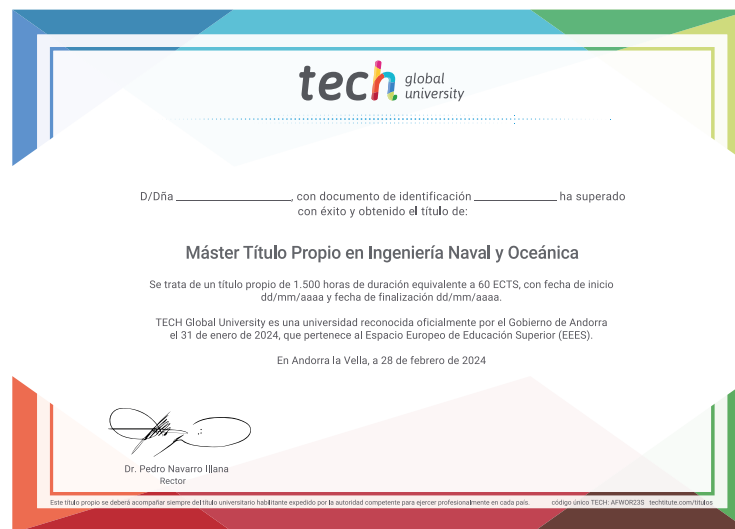 tech global university
D/Dña ____________, con documento de identificación ____________ ha superado
con éxito y obtenido el título de:
Máster Título Propio en Ingeniería Naval y Oceánica
Se trata de un título propio de 1.500 horas de duración equivalente a 60 ECTS, con fecha de inicio
dd/mm/aaaa y fecha de finalización dd/mm/aaaa.
TECH Global University es una universidad reconocida oficialmente por el Gobierno de Andorra
el 31 de enero de 2024, que pertenece al Espacio Europeo de Educación Superior (EEES).
En Andorra la Vella, a 28 de febrero de 2024
Dr. Pedro Navarro Illana
Rector
Este título propio se deberá acompañar siempre del título universitario habilitante expedido por la autoridad competente para ejercer profesionalmente en cada país. código único TECH: AFWOR23S techtitute.com/títulos